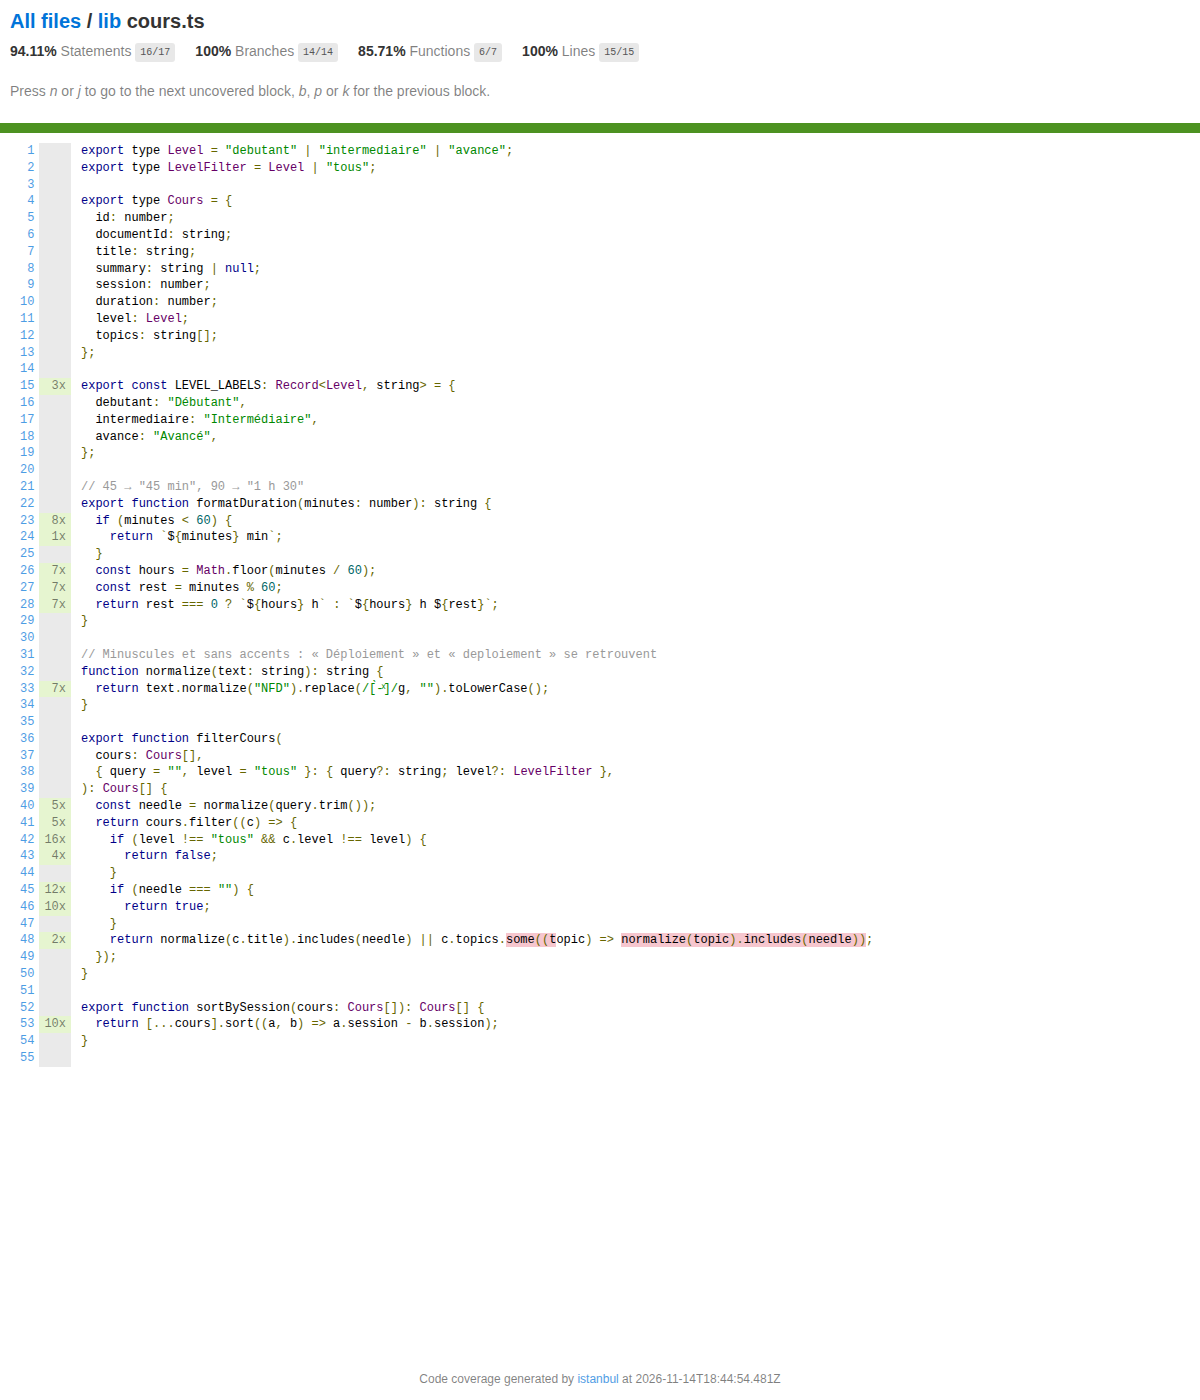 All files / lib cours.ts
94.11% Statements 16/17 100% Branches 14/14 85.71% Functions 6/7 100% Lines 15/15
Press n or j to go to the next uncovered block, b, p or k for the previous block.
1 export type Level = "debutant" | "intermediaire" | "avance";
2 export type LevelFilter = Level | "tous";
3
4 export type Cours = {
5 id: number;
6 documentId: string;
7 title: string;
8 summary: string | null;
9 session: number;
10 duration: number;
11 level: Level;
12 topics: string[];
13 };
14
15 3x export const LEVEL_LABELS: Record<Level, string> = {
16 debutant: "Débutant",
17 intermediaire: "Intermédiaire",
18 avance: "Avancé",
19 };
20
21 // 45 → "45 min", 90 → "1 h 30"
22 export function formatDuration(minutes: number): string {
23 8x if (minutes < 60) {
24 1x return `${minutes} min`;
25 }
26 7x const hours = Math.floor(minutes / 60);
27 7x const rest = minutes % 60;
28 7x return rest === 0 ? `${hours} h` : `${hours} h ${rest}`;
29 }
30
31 // Minuscules et sans accents : « Déploiement » et « deploiement » se retrouvent
32 function normalize(text: string): string {
33 7x return text.normalize("NFD").replace(/[̀-ͯ]/g, "").toLowerCase();
34 }
35
36 export function filterCours(
37 cours: Cours[],
38 { query = "", level = "tous" }: { query?: string; level?: LevelFilter },
39 ): Cours[] {
40 5x const needle = normalize(query.trim());
41 5x return cours.filter((c) => {
42 16x if (level !== "tous" && c.level !== level) {
43 4x return false;
44 }
45 12x if (needle === "") {
46 10x return true;
47 }
48 2x return normalize(c.title).includes(needle) || c.topics.some((topic) => normalize(topic).includes(needle));
49 });
50 }
51
52 export function sortBySession(cours: Cours[]): Cours[] {
53 10x return [...cours].sort((a, b) => a.session - b.session);
54 }
55
Code coverage generated by istanbul at 2026-11-14T18:44:54.481Z